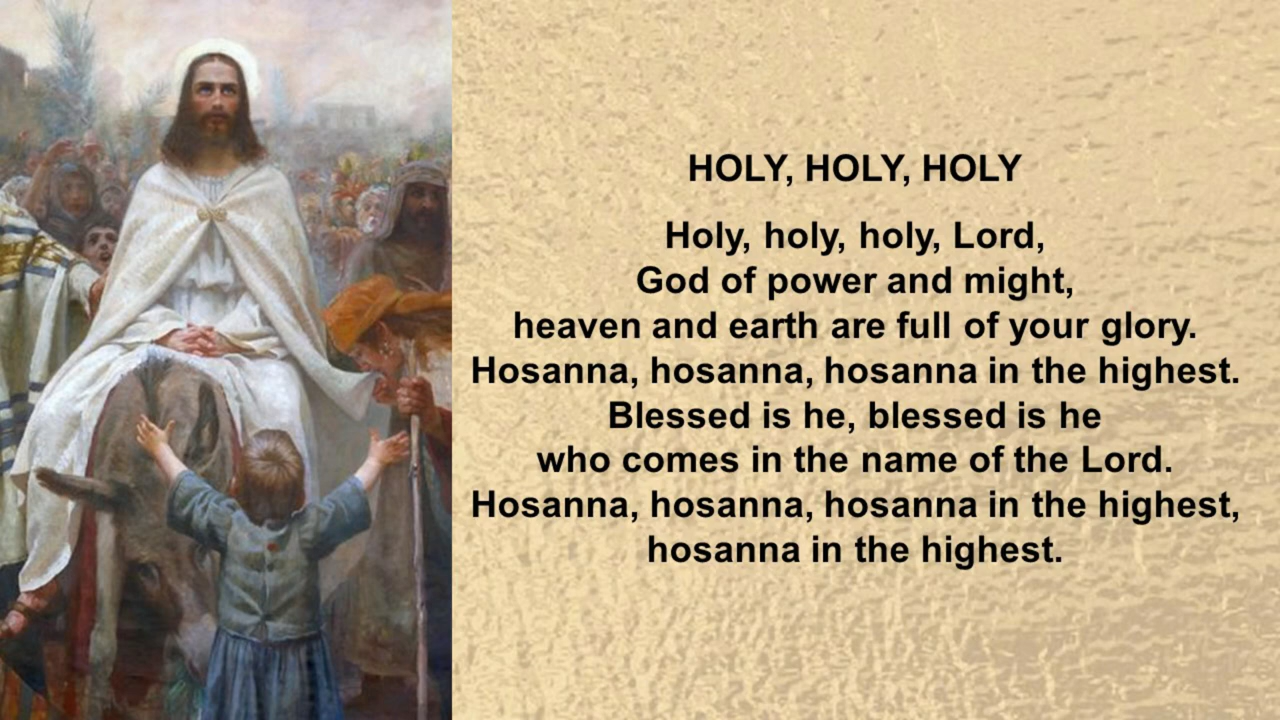 HOLY, HOLY, HOLY
Holy, holy, holy, Lord,
God of power and might,
heaven and earth are full of your glory.
Hosanna, hosanna, hosanna in the highest.
Blessed is he, blessed is he
who comes in the name of the Lord.
Hosanna, hosanna, hosanna in the highest,
hosanna in the highest.